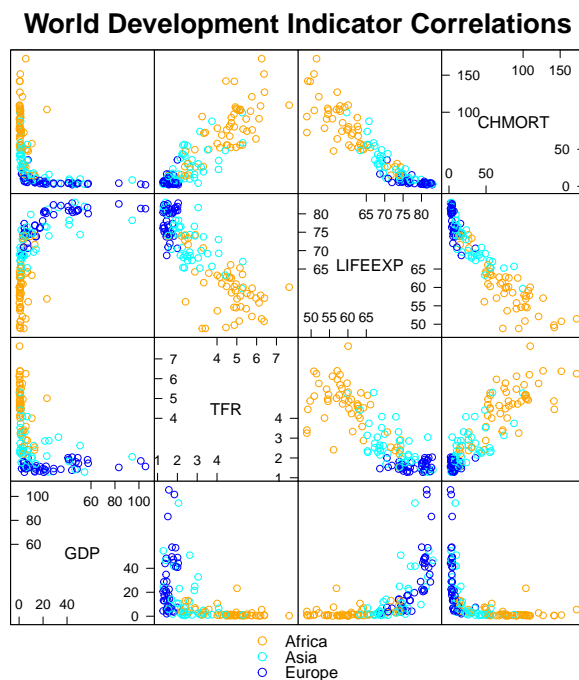 World Development Indicator Correlations
100 150
150
100
CHMORT
50
0
0 50
65 70 75 80
80
75
70
65
LIFEEXP
65
60
55
50
50 55 60 65
4 5 6 7
7
6
5
4
TFR
4
3
2
1
1 2 3 4
60 80 100
100
80
60
GDP
40
20
0
0 20 40
Africa
Asia
Europe